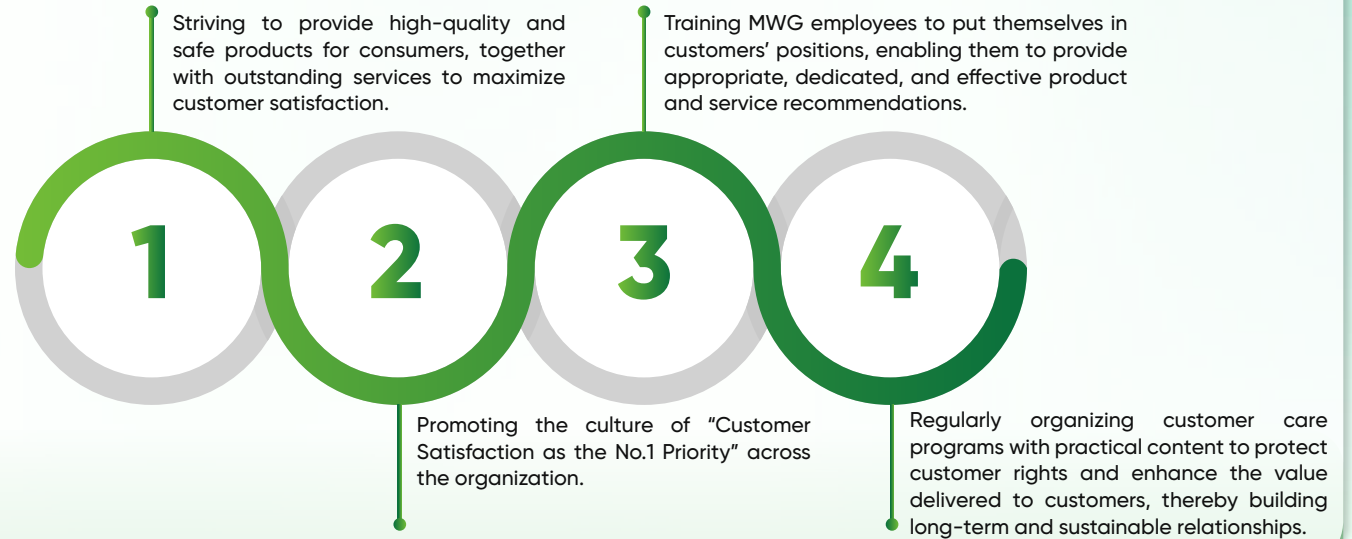 1
Striving to provide high-quality and
safe products for consumers, together
with outstanding services to maximize
customer satisfaction.
2
Promoting the culture of “Customer
Satisfaction as the No.1 Priority” across
the organization.
3
Training MWG employees to put themselves in
customers’ positions, enabling them to provide
appropriate, dedicated, and effective product
and service recommendations.
4
Regularly organizing customer care
programs with practical content to protect
customer rights and enhance the value
delivered to customers, thereby building
long-term and sustainable relationships.